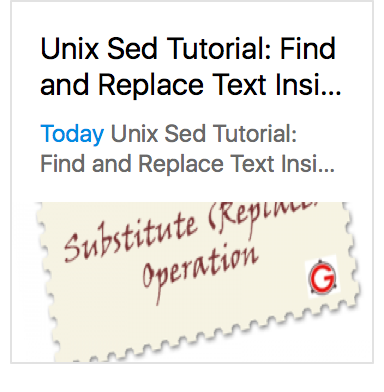 Unix Sed Tutorial: Find
and Replace Text Insi...
Today Unix Sed Tutorial:
Find and Replace Text Insi...
Substitute (Replace)
Operation
G